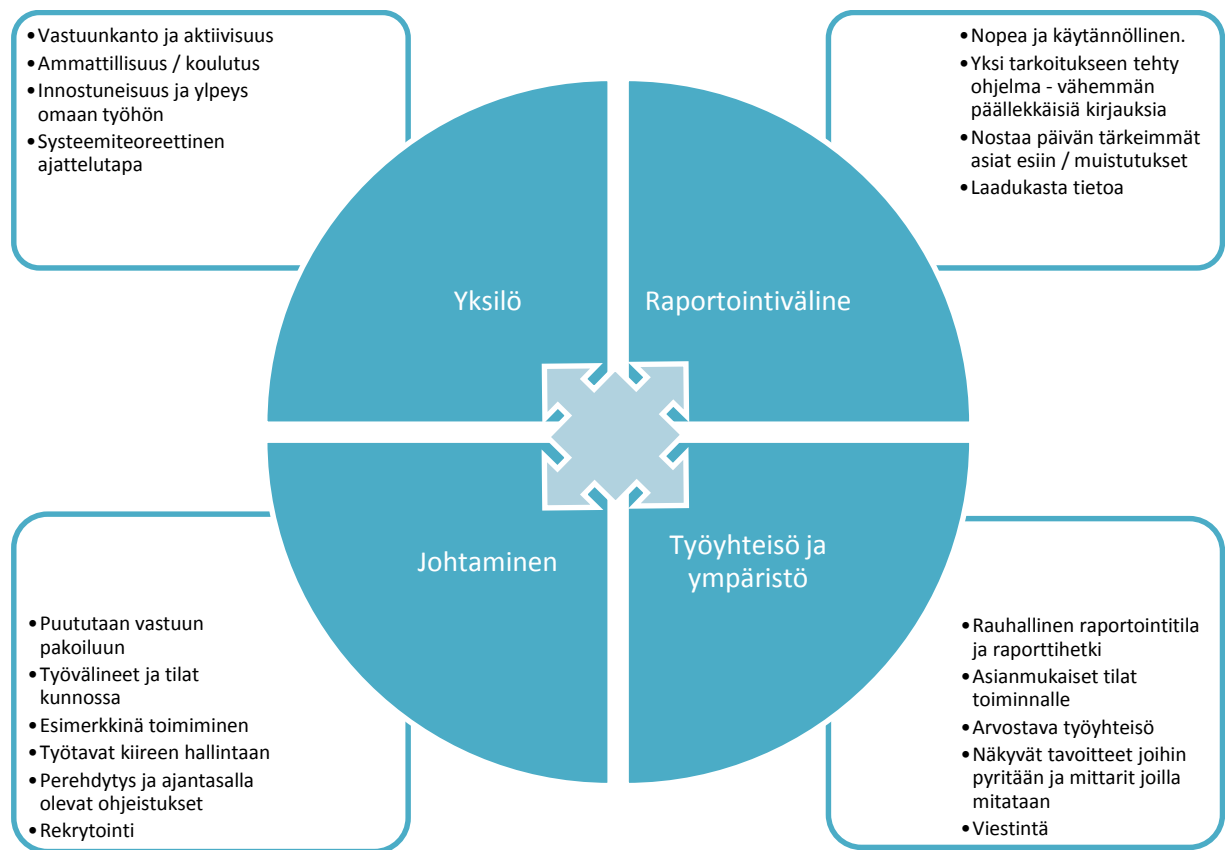 •Vastuunkanto ja aktiivisuus
•Ammattillisuus / koulutus
•Innostuneisuus ja ylpeys
omaan työhön
•Systeemiteoreettinen
ajattelutapa
•Nopea ja käytännöllinen.
•Yksi tarkoitukseen tehty
ohjelma - vähemmän
päällekkäisiä kirjauksia
•Nostaa päivän tärkeimmät
asiat esiin / muistutukset
•Laadukasta tietoa
Yksilö
Raportointiväline
Johtaminen
Työyhteisö ja
ympäristö
•Puututaan vastuun
pakoiluun
•Työvälineet ja tilat
kunnossa
•Esimerkkinä toimiminen
•Työtavat kiireen hallintaan
•Perehdytys ja ajantasalla
olevat ohjeistukset
•Rekrytointi
•Rauhallinen raportointitila
ja raporttihetki
•Asianmukaiset tilat
toiminnalle
•Arvostava työyhteisö
•Näkyvät tavoitteet joihin
pyritään ja mittarit joilla
mitataan
•Viestintä